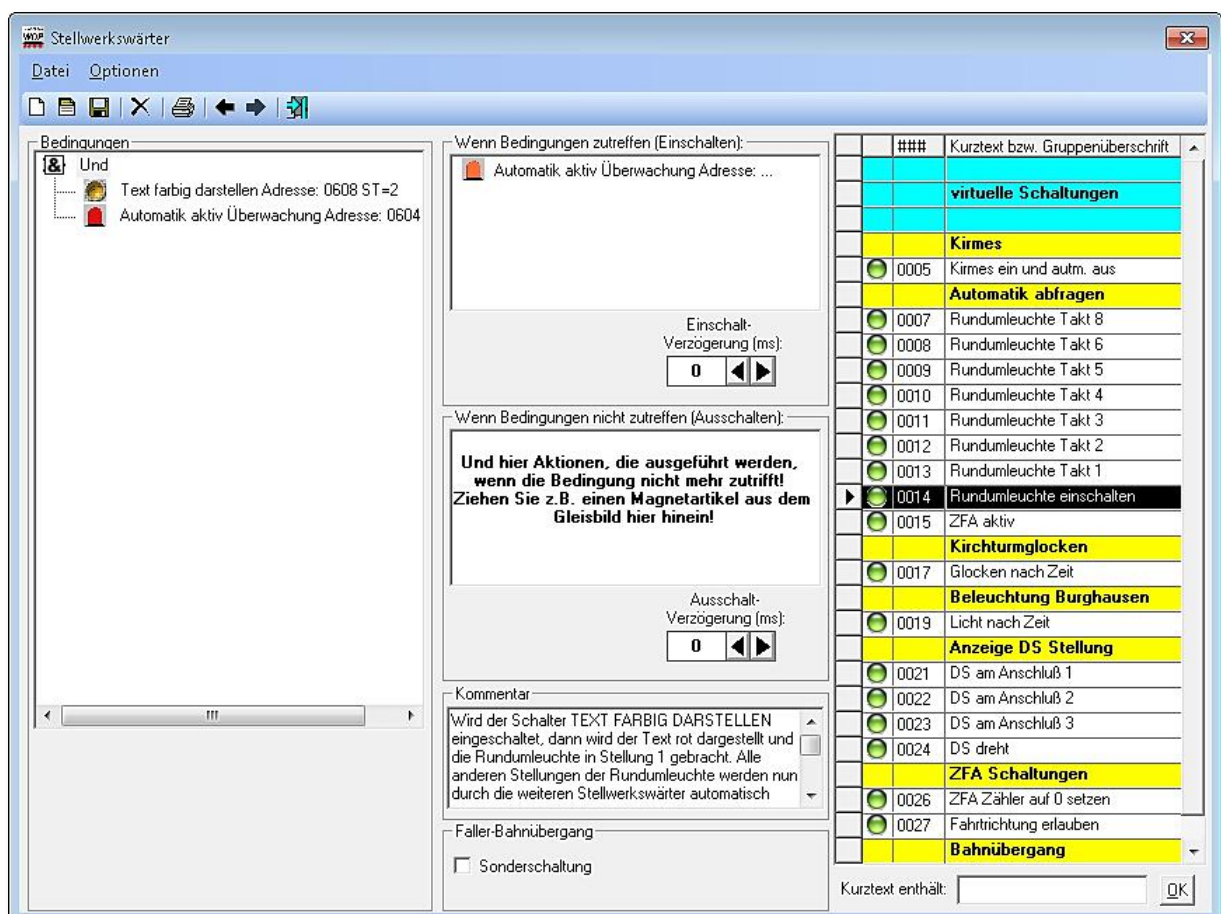 Stellwerkswärter
Datei Optionen
Bedingungen
Und
Text farbig darstellen Adresse: 0608 ST=2
Automatik aktiv Überwachung Adresse: 0604
Wenn Bedingungen zutreffen (Einschalten):
Automatik aktiv Überwachung Adresse: ...
Einschalt-
Verzögerung (ms):
0
Wenn Bedingungen nicht zutreffen (Ausschalten):
Und hier Aktionen, die ausgeführt werden,
wenn die Bedingung nicht mehr zutrifft!
Ziehen Sie z.B. einen Magnetartikel aus dem
Gleisbild hier hinein!
Ausschalt-
Verzögerung (ms):
0
Kommentar
Wird der Schalter TEXT FARBIG DARSTELLEN
eingeschaltet, dann wird der Text rot dargestellt und
die Rundumleuchte in Stellung 1 gebracht. Alle
anderen Stellungen der Rundumleuchte werden nun
durch die weiteren Stellwerkswärter automatisch
Faller-Bahnübergang
Sonderschaltung
### Kurztext bzw. Gruppenüberschrift
virtuelle Schaltungen
Kirmes
0005 Kirmes ein und autm. aus
Automatik abfragen
0007 Rundumleuchte Takt 8
0008 Rundumleuchte Takt 6
0009 Rundumleuchte Takt 5
0010 Rundumleuchte Takt 4
0011 Rundumleuchte Takt 3
0012 Rundumleuchte Takt 2
0013 Rundumleuchte Takt 1
0014 Rundumleuchte einschalten
0015 ZFA aktiv
Kirchturmglocken
0017 Glocken nach Zeit
Beleuchtung Burghausen
0019 Licht nach Zeit
Anzeige DS Stellung
0021 DS am Anschluß 1
0022 DS am Anschluß 2
0023 DS am Anschluß 3
0024 DS dreht
ZFA Schaltungen
0026 ZFA Zähler auf 0 setzen
0027 Fahrtrichtung erlauben
Bahnübergang
Kurztext enthält: OK